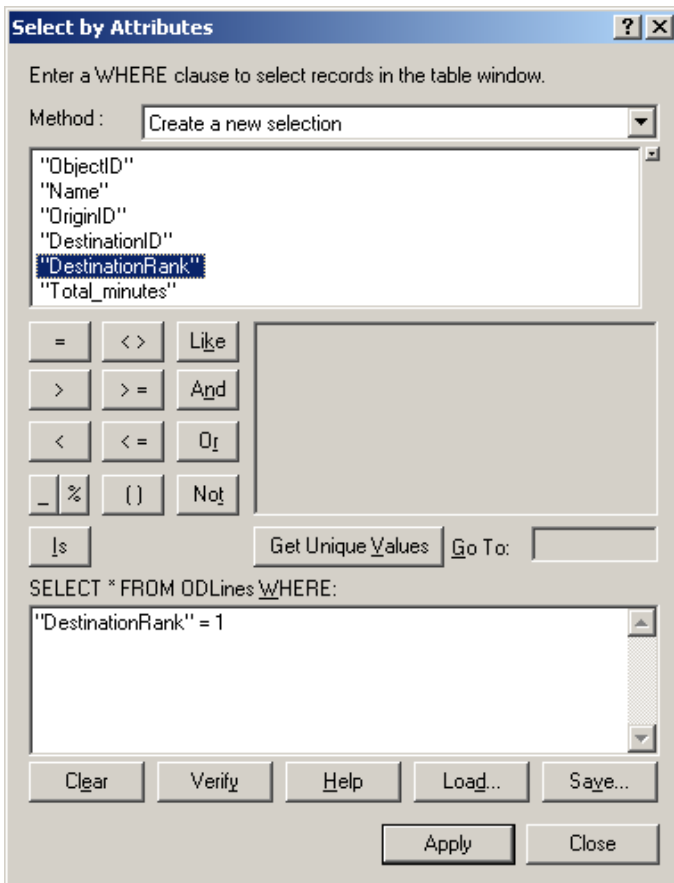 Select by Attributes
Enter a WHERE clause to select records in the table window.
Method : Create a new selection
"ObjectID"
"Name"
"OriginID"
"DestinationID"
"DestinationRank"
"Total_minutes"
= < > Like
> > = And
< < = Or
_ % ( ) Not
Is Get Unique Values Go To:
SELECT * FROM ODLines WHERE:
"DestinationRank" = 1
Clear Verify Help Load... Save...
Apply Close